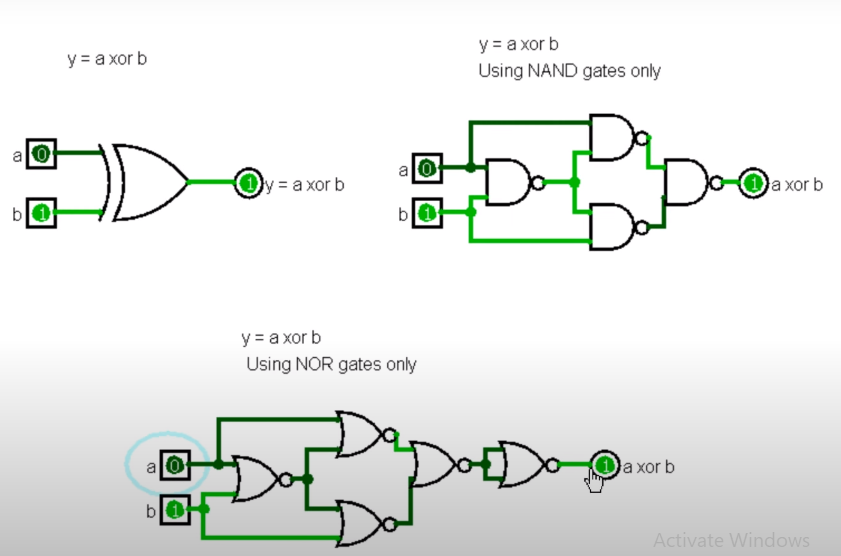 y = a xor b
a 0
b 1
1 y = a xor b
y = a xor b
Using NAND gates only
a 0
b 1
1 a xor b
y = a xor b
Using NOR gates only
a 0
b 1
1 a xor b
Activate Windows